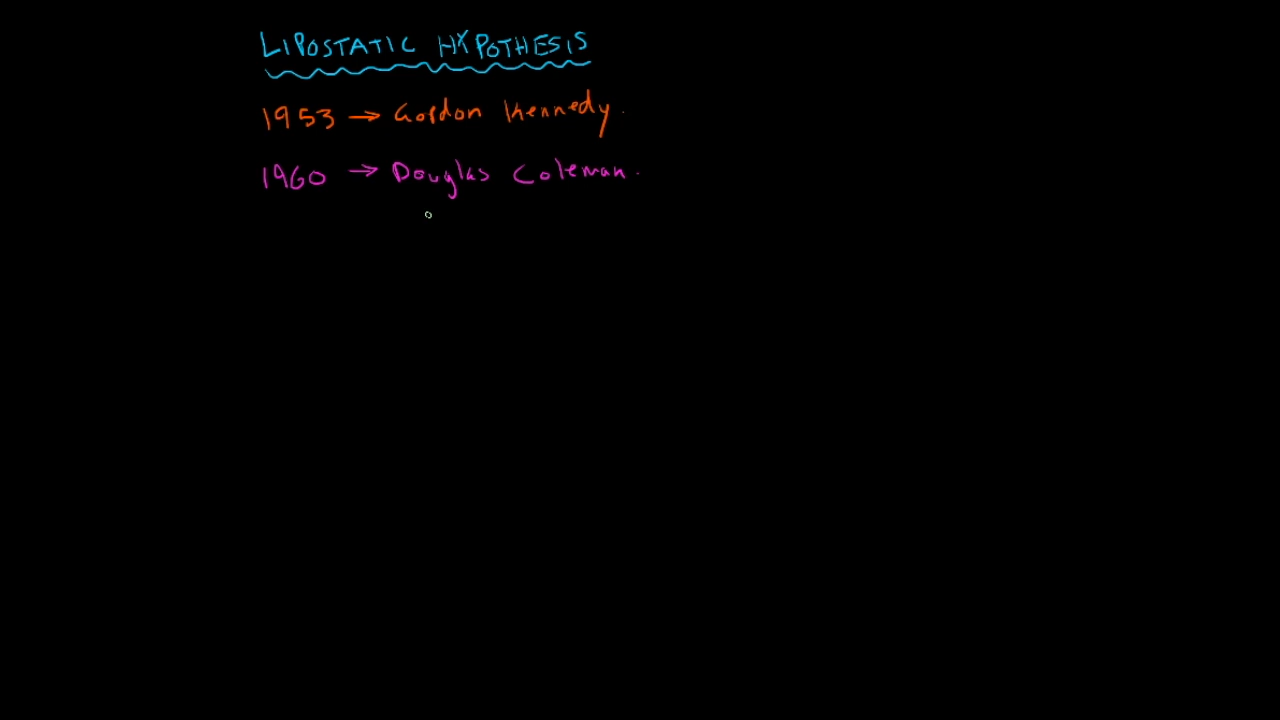 LIPOSTATIC HYPOTHESIS
1953 → Gordon Kennedy.
1960 → Douglas Coleman.